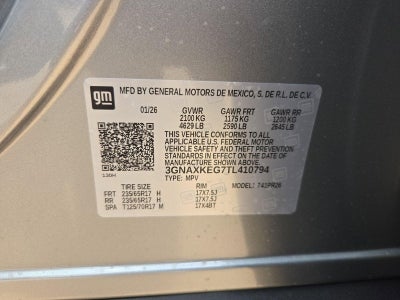 gm
MFD BY GENERAL MOTORS DE MEXICO, S. DE R.L. DE C.V.
01/26 GVWR GAWR FRT GAWR RR
2100 KG 1175 KG 1200 KG
4629 LB 2590 LB 2645 LB
THIS VEHICLE CONFORMS TO ALL
APPLICABLE U.S. FEDERAL MOTOR
VEHICLE SAFETY AND THEFT PREVENTION
STANDARDS IN EFFECT ON THE DATE OF
MANUFACTURE SHOWN ABOVE.
3GNAXKEG7TL410794
TYPE: MPV
TIRE SIZE RIM MODEL:
FRT 235/65R17 H 17X7.5J
RR 235/65R17 H 17X7.5J
SPA T125/70R17 M 17X4BT